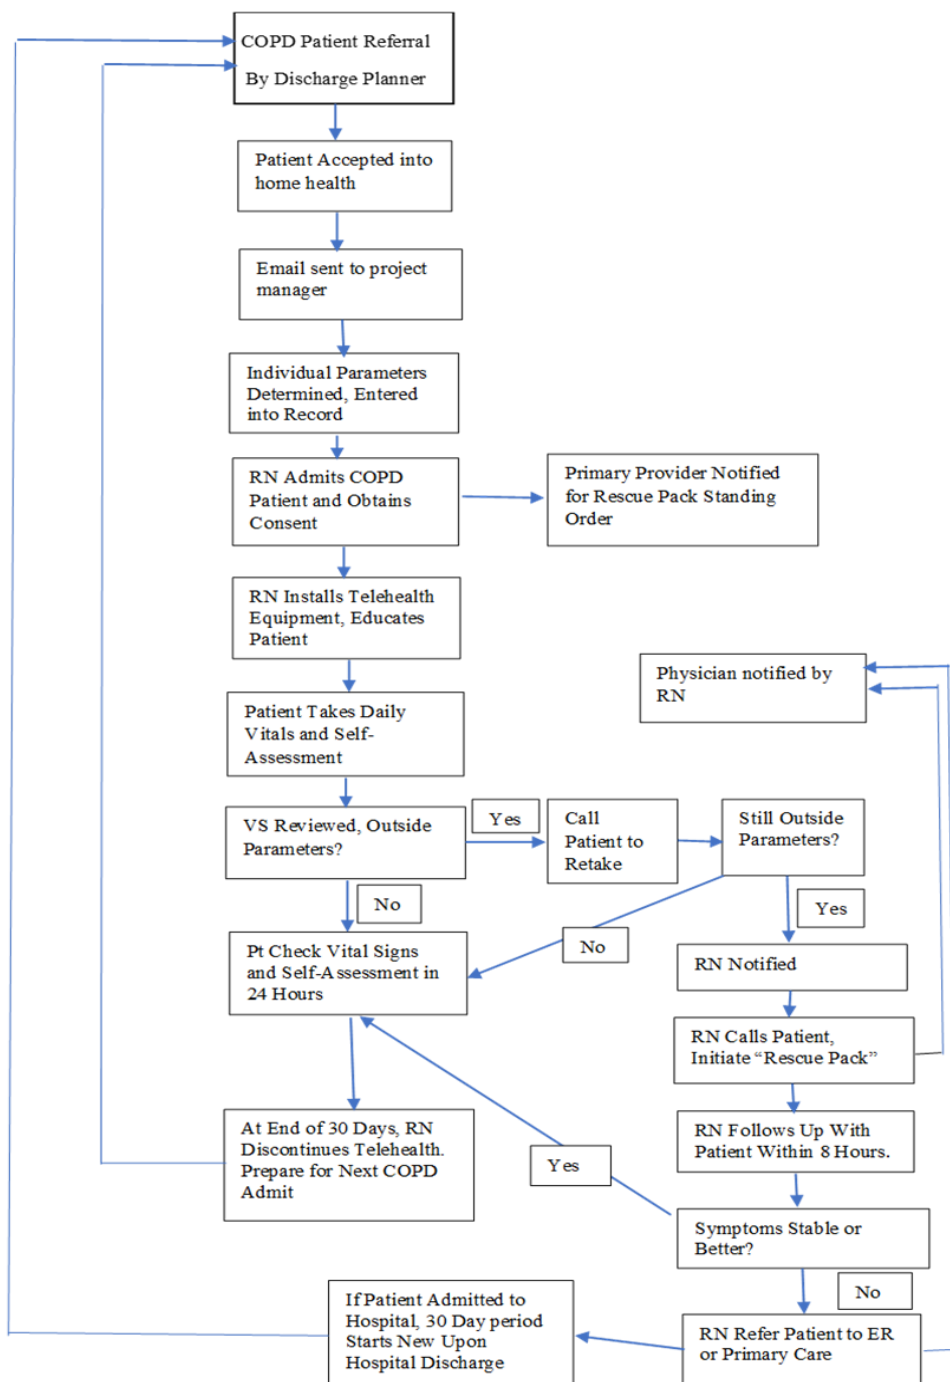 COPD Patient Referral
By Discharge Planner
Patient Accepted into
home health
Email sent to project
manager
Individual Parameters
Determined, Entered
into Record
RN Admits COPD
Patient and Obtains
Consent
Primary Provider Notified
for Rescue Pack Standing
Order
RN Installs Telehealth
Equipment, Educates
Patient
Physician notified by
RN
Patient Takes Daily
Vitals and Self-
Assessment
VS Reviewed, Outside
Parameters?
Yes
Call
Patient to
Retake
Still Outside
Parameters?
No
Yes
Pt Check Vital Signs
and Self-Assessment in
24 Hours
No
RN Notified
RN Calls Patient,
Initiate “Rescue Pack”
At End of 30 Days, RN
Discontinues Telehealth.
Prepare for Next COPD
Admit
RN Follows Up With
Patient Within 8 Hours.
Yes
Symptoms Stable or
Better?
No
If Patient Admitted to
Hospital, 30 Day period
Starts New Upon
Hospital Discharge
RN Refer Patient to ER
or Primary Care